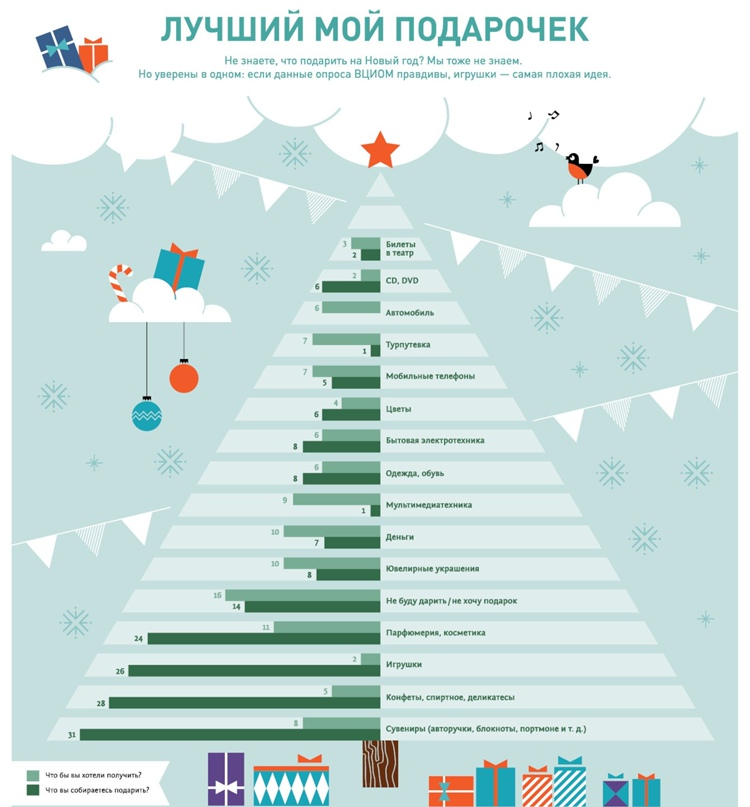 ЛУЧШИЙ МОЙ ПОДАРОЧЕК
Не знаете, что подарить на Новый год? Мы тоже не знаем.
Но уверены в одном: если данные опроса ВЦИОМ правдивы, игрушки — самая плохая идея.
3
2
Билеты
в театр
2
6
CD, DVD
6
Автомобиль
7
1
Турпутевка
7
5
Мобильные телефоны
4
6
Цветы
6
8
Бытовая электротехника
6
8
Одежда, обувь
9
1
Мультимедиатехника
10
7
Деньги
10
8
Ювелирные украшения
16
14
Не буду дарить/не хочу подарок
11
24
Парфюмерия, косметика
2
26
Игрушки
5
28
Конфеты, спиртное, деликатесы
8
31
Сувениры (авторучки, блокноты, портмоне и т. д.)
Что бы вы хотели получить?
Что вы собираетесь подарить?